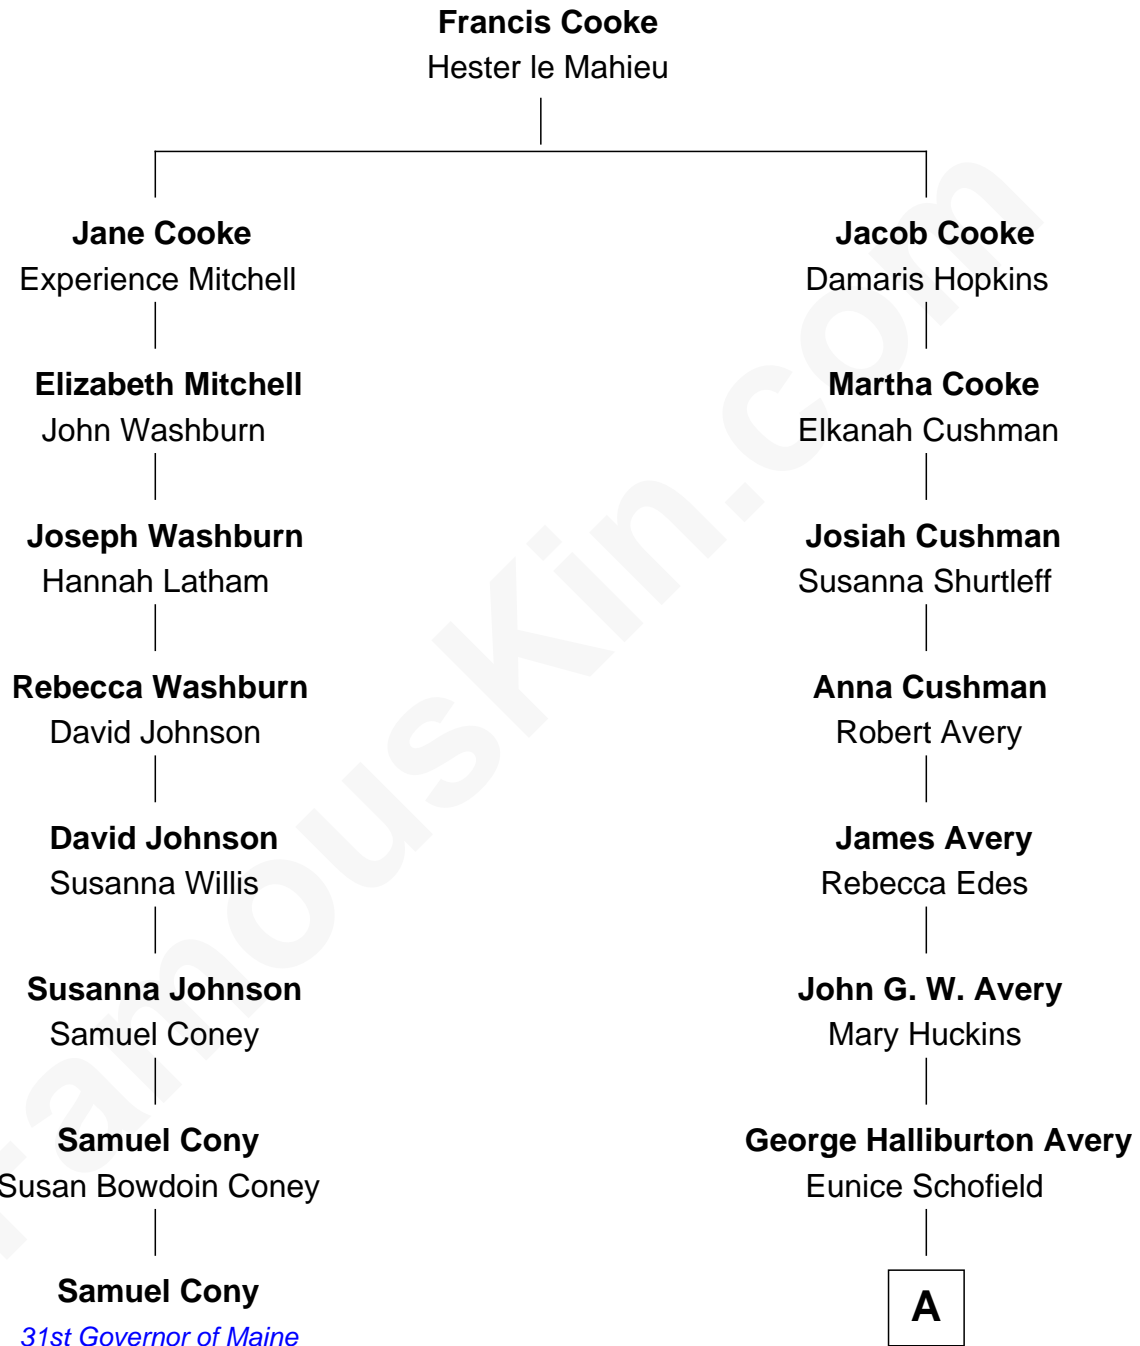 Francis Cooke
Hester le Mahieu
Jane Cooke
Experience Mitchell
Jacob Cooke
Damaris Hopkins
Elizabeth Mitchell
John Washburn
Martha Cooke
Elkanah Cushman
Joseph Washburn
Hannah Latham
Josiah Cushman
Susanna Shurtleff
Rebecca Washburn
David Johnson
Anna Cushman
Robert Avery
David Johnson
Susanna Willis
James Avery
Rebecca Edes
Susanna Johnson
Samuel Coney
John G. W. Avery
Mary Huckins
Samuel Cony
Susan Bowdoin Coney
George Halliburton Avery
Eunice Schofield
Samuel Cony
31st Governor of Maine
A
FamousKin.com